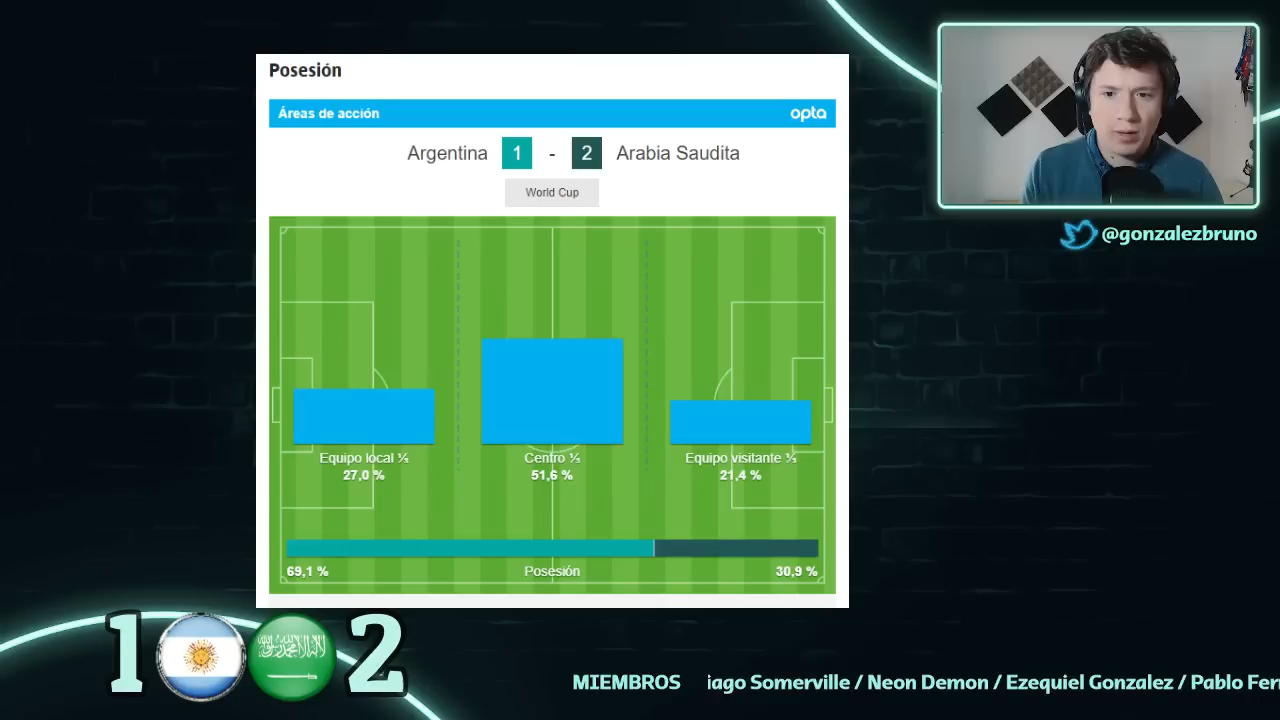 Posesión
Áreas de acción
opta
Argentina 1 - 2 Arabia Saudita
World Cup
Equipo local ⅓
27,0 %
Centro ⅓
51,6 %
Equipo visitante ⅓
21,4 %
69,1 %
Posesión
30,9 %
@gonzalezbruno
1
2
MIEMBROS
iago Somerville / Neon Demon / Ezequiel Gonzalez / Pablo Fer